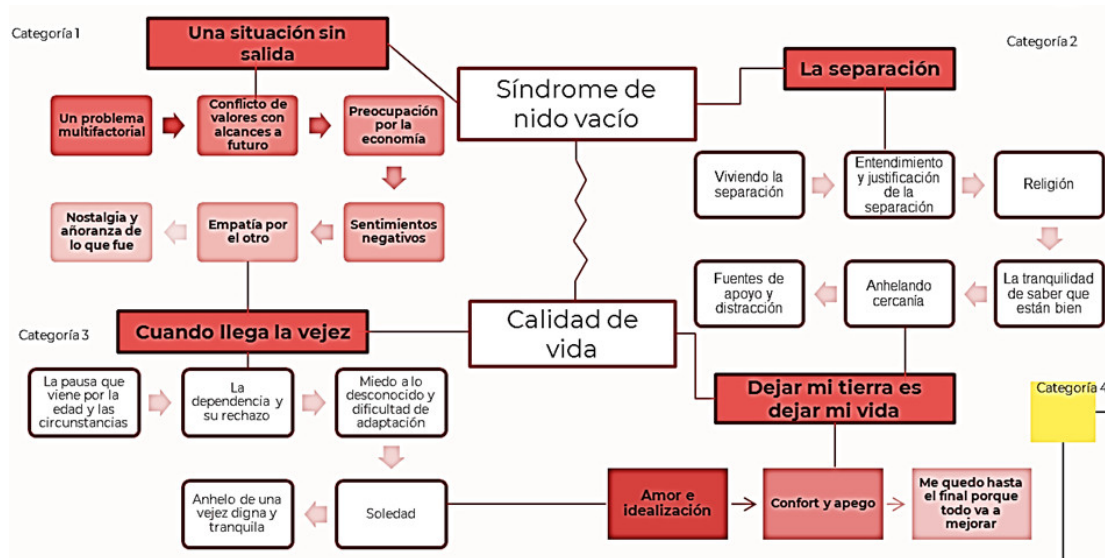 Categoría 1
Una situación sin
salida
Categoría 2
La separación
Síndrome de
nido vacío
Un problema
multifactorial
Conflicto de
valores con
alcances a
futuro
Preocupación
por la
economía
Viviendo la
separación
Entendimiento
y justificación
de la
separación
Religión
Nostalgia y
añoranza de
lo que fue
Empatía por
el otro
Sentimientos
negativos
Fuentes de
apoyo y
distracción
Anhelando
cercanía
La tranquilidad
de saber que
están bien
Categoría 3
Cuando llega la vejez
Calidad de
vida
La pausa que
viene por la
edad y las
circunstancias
La
dependencia y
su rechazo
Miedo a lo
desconocido y
dificultad de
adaptación
Dejar mi tierra es
dejar mi vida
Categoría 4
Anhelo de una
vejez digna y
tranquila
Soledad
Amor e
idealización
Confort y apego
Me quedo hasta
el final porque
todo va a
mejorar